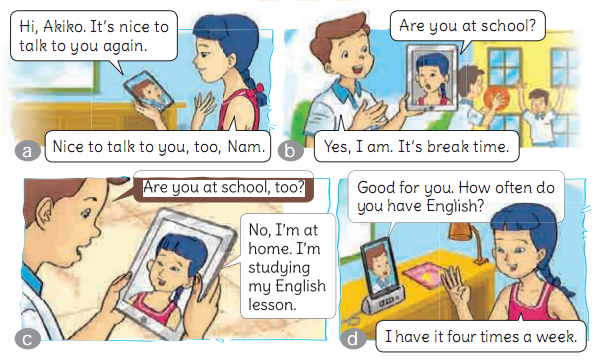 Hi, Akiko. It's nice to
talk to you again.
Nice to talk to you, too, Nam.
a
Are you at school?
Yes, I am. It's break time.
b
Are you at school, too?
No, I'm at
home. I'm
studying
my English
lesson.
c
Good for you. How often do
you have English?
I have it four times a week.
d